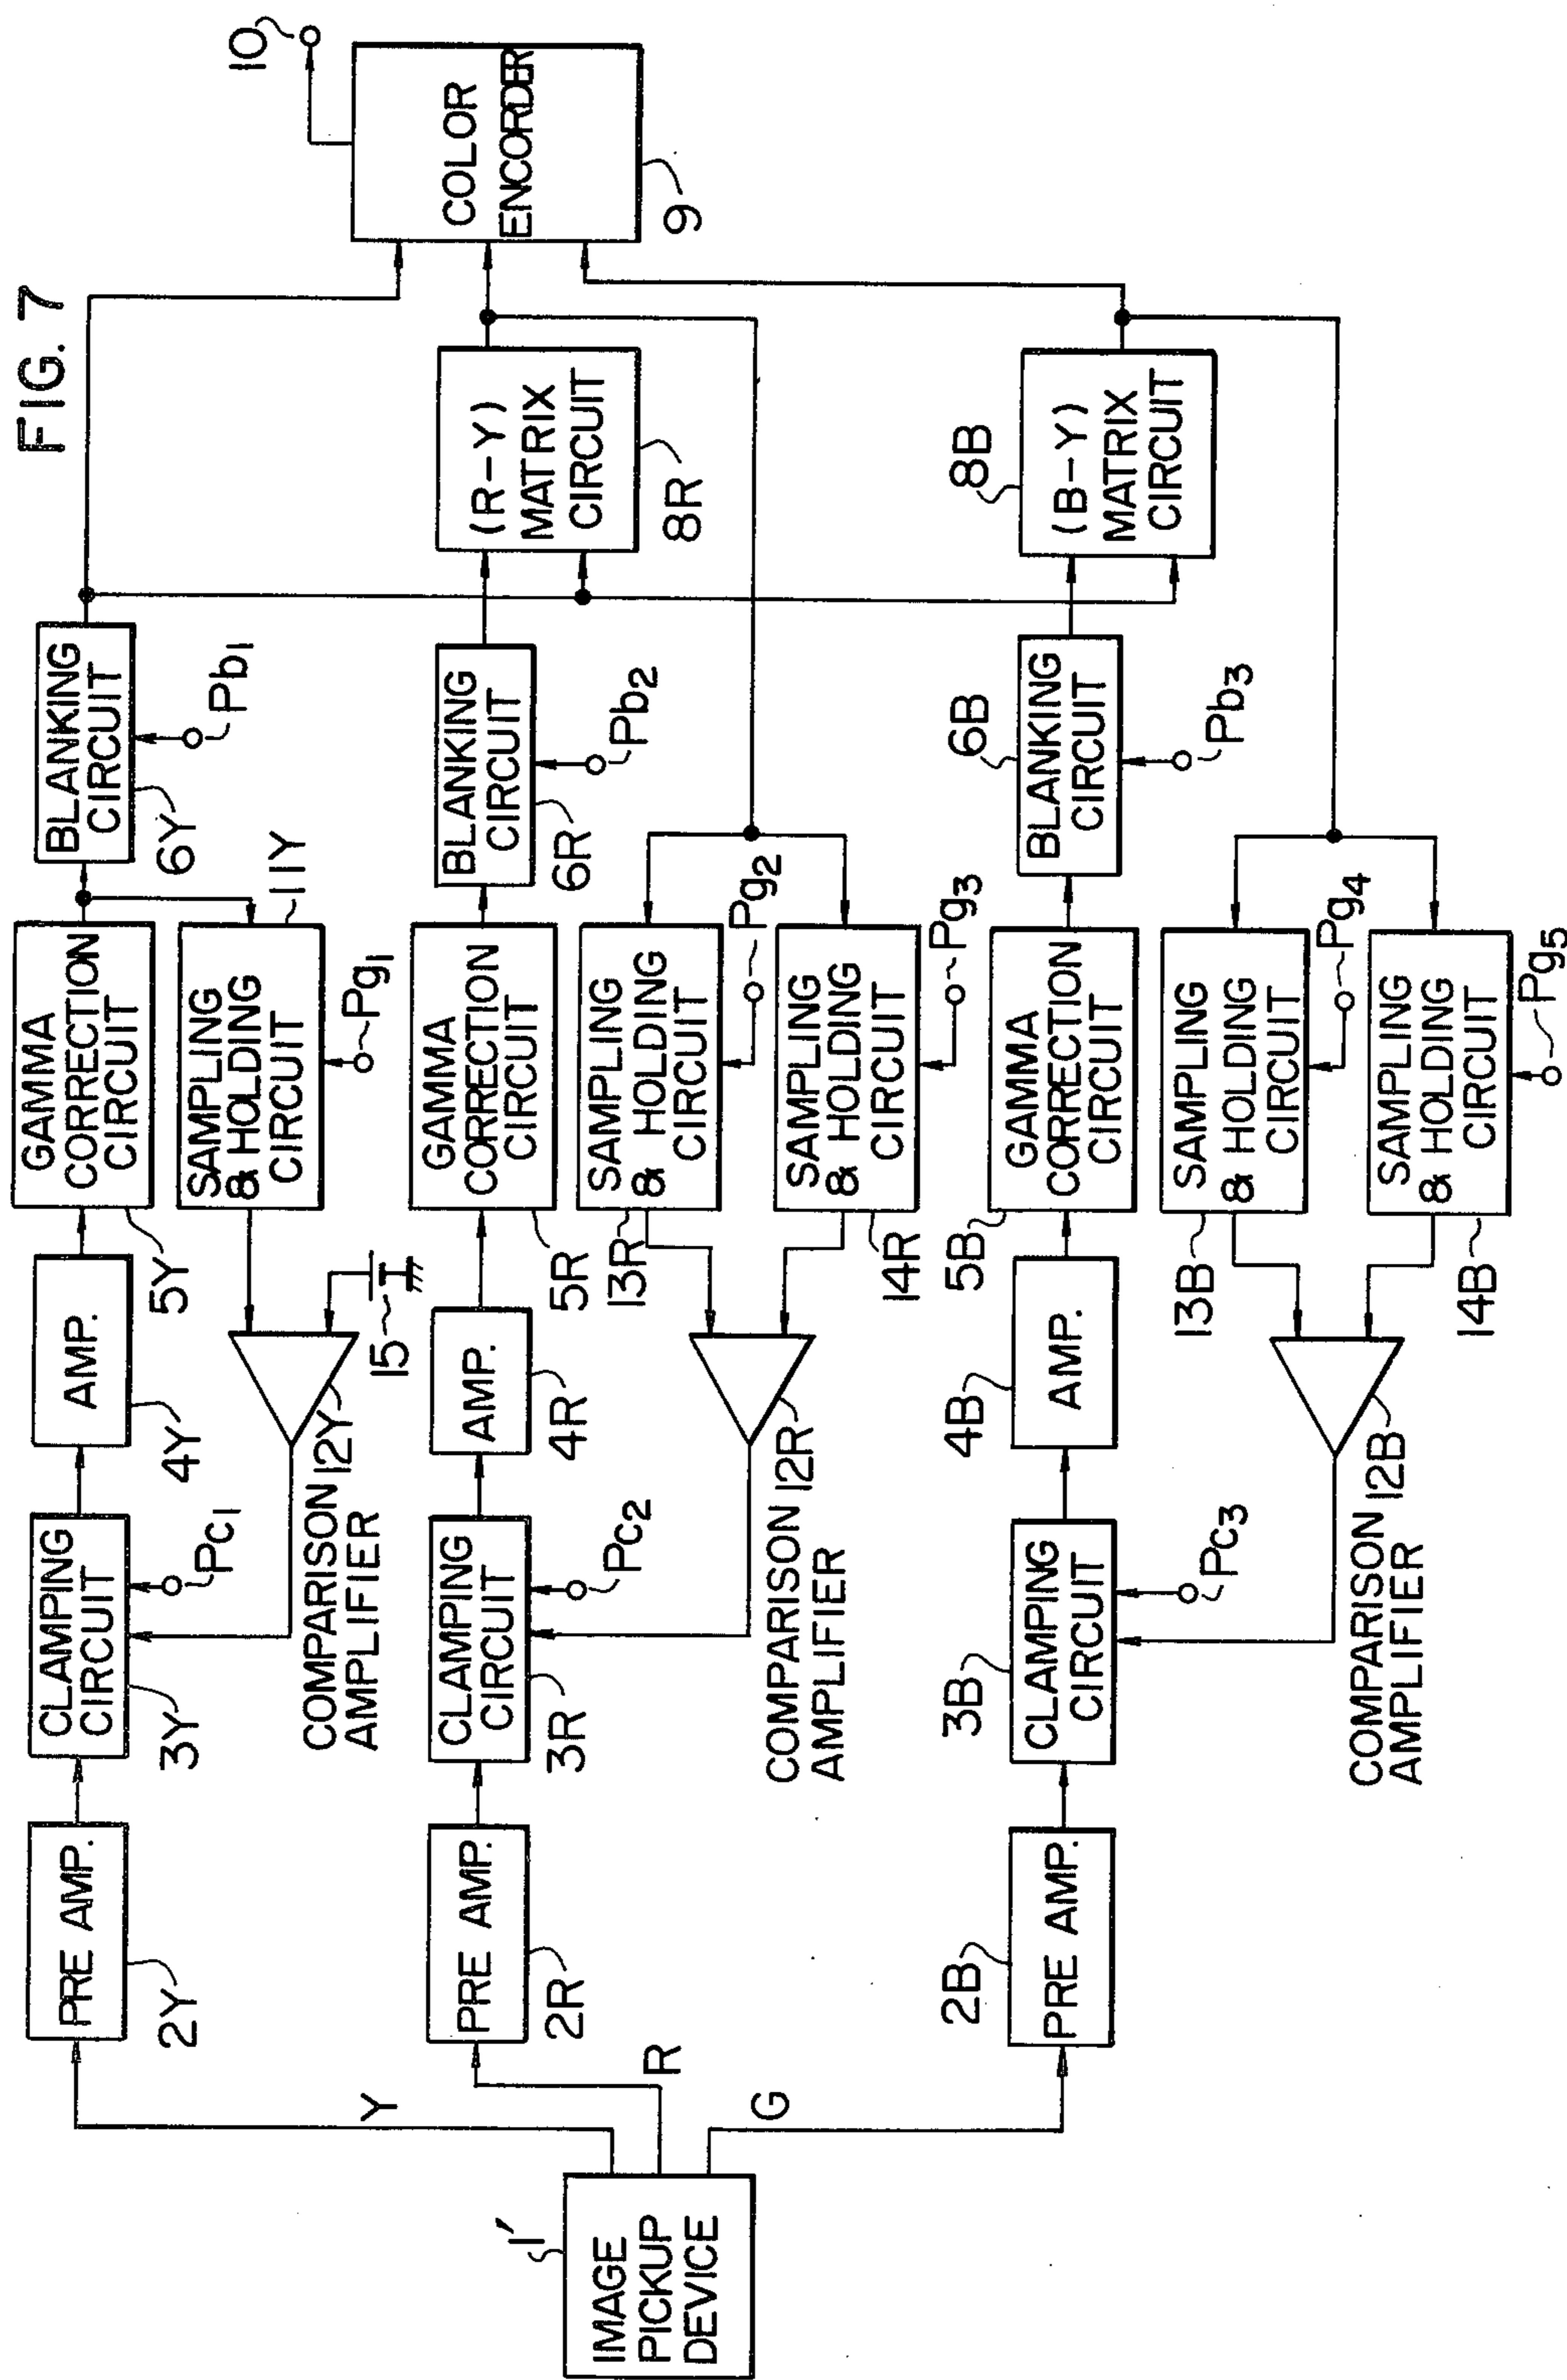 FIG. 7
IMAGE
PICKUP
DEVICE
1'
Y
R
G
PRE AMP.
2Y
CLAMPING
CIRCUIT
3Y
Pc1
AMP.
4Y
GAMMA
CORRECTION
CIRCUIT
5Y
BLANKING
CIRCUIT
6Y
Pb1
SAMPLING
& HOLDING
CIRCUIT
11Y
Pg1
COMPARISON
AMPLIFIER
12Y
15
PRE AMP.
2R
CLAMPING
CIRCUIT
3R
Pc2
AMP.
4R
GAMMA
CORRECTION
CIRCUIT
5R
BLANKING
CIRCUIT
6R
Pb2
(R-Y)
MATRIX
CIRCUIT
8R
SAMPLING
& HOLDING
CIRCUIT
13R
Pg2
SAMPLING
& HOLDING
CIRCUIT
14R
Pg3
COMPARISON
AMPLIFIER
12R
PRE AMP.
2B
CLAMPING
CIRCUIT
3B
Pc3
AMP.
4B
GAMMA
CORRECTION
CIRCUIT
5B
BLANKING
CIRCUIT
6B
Pb3
(B-Y)
MATRIX
CIRCUIT
8B
SAMPLING
& HOLDING
CIRCUIT
13B
Pg4
SAMPLING
& HOLDING
CIRCUIT
14B
Pg5
COMPARISON
AMPLIFIER
12B
COLOR
ENCORDER
9
10